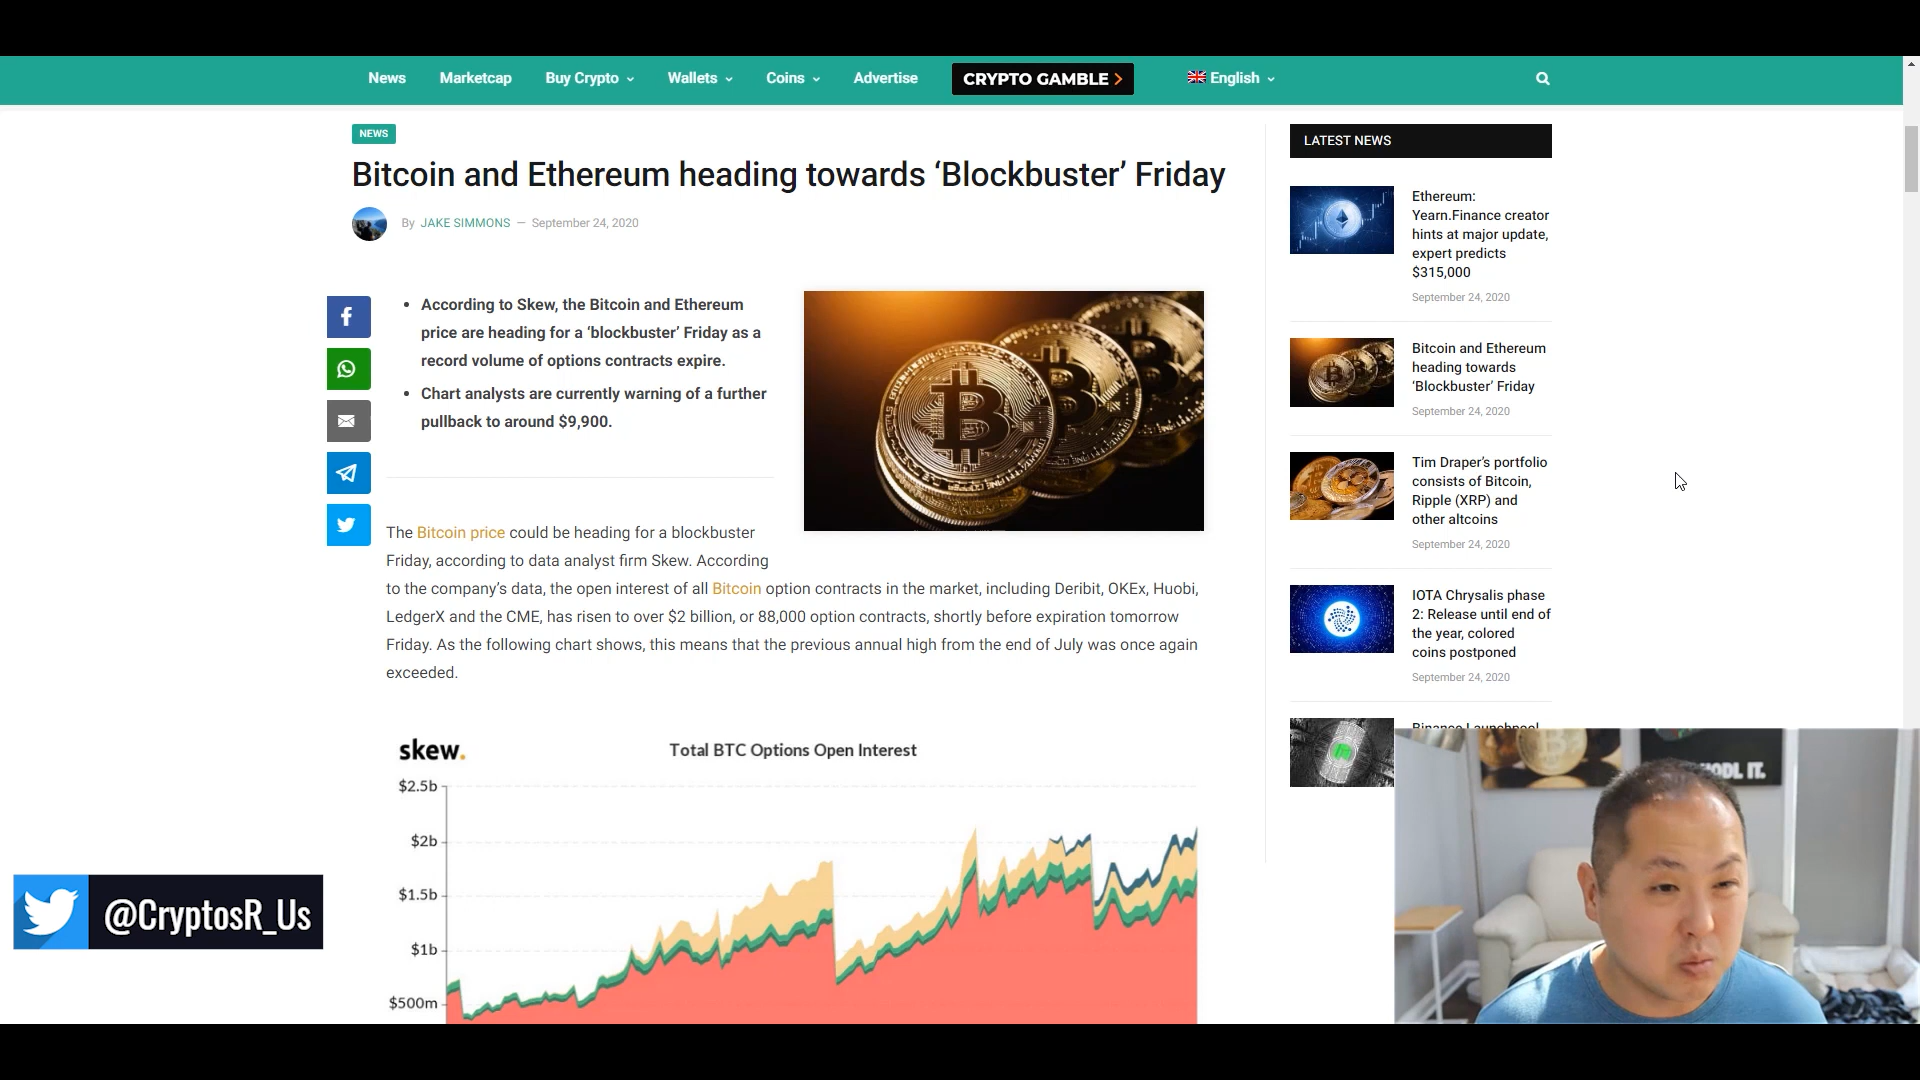 News Marketcap Buy Crypto Wallets Coins Advertise CRYPTO GAMBLE > English
NEWS
Bitcoin and Ethereum heading towards ‘Blockbuster’ Friday
By JAKE SIMMONS — September 24, 2020
• According to Skew, the Bitcoin and Ethereum
price are heading for a ‘blockbuster’ Friday as a
record volume of options contracts expire.
• Chart analysts are currently warning of a further
pullback to around $9,900.
The Bitcoin price could be heading for a blockbuster
Friday, according to data analyst firm Skew. According
to the company’s data, the open interest of all Bitcoin option contracts in the market, including Deribit, OKEx, Huobi,
LedgerX and the CME, has risen to over $2 billion, or 88,000 option contracts, shortly before expiration tomorrow
Friday. As the following chart shows, this means that the previous annual high from the end of July was once again
exceeded.
skew.
Total BTC Options Open Interest
$2.5b
$2b
$1.5b
$1b
$500m
LATEST NEWS
Ethereum:
Yearn.Finance creator
hints at major update,
expert predicts
$315,000
September 24, 2020
Bitcoin and Ethereum
heading towards
‘Blockbuster’ Friday
September 24, 2020
Tim Draper’s portfolio
consists of Bitcoin,
Ripple (XRP) and
other altcoins
September 24, 2020
IOTA Chrysalis phase
2: Release until end of
the year, colored
coins postponed
September 24, 2020
Binance Launchpool
HODL IT.
@CryptosR_Us